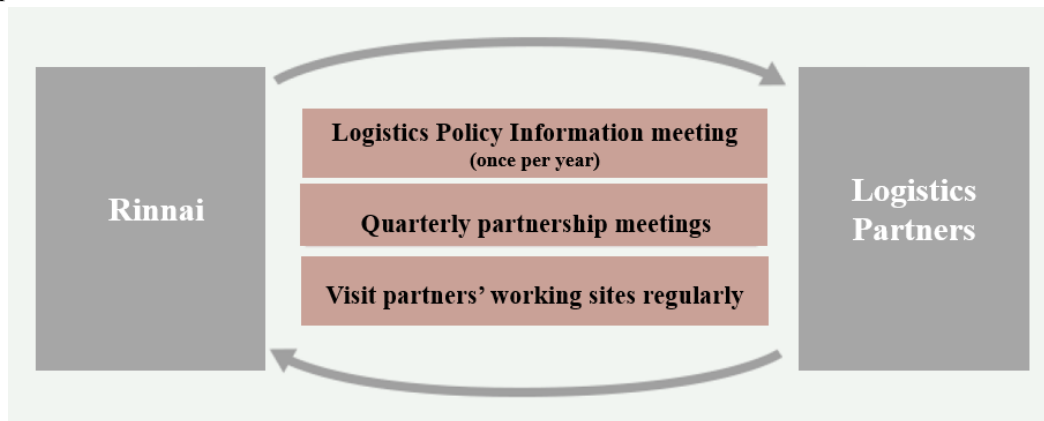 Rinnai
Logistics Policy Information meeting
(once per year)
Quarterly partnership meetings
Visit partners’ working sites regularly
Logistics
Partners